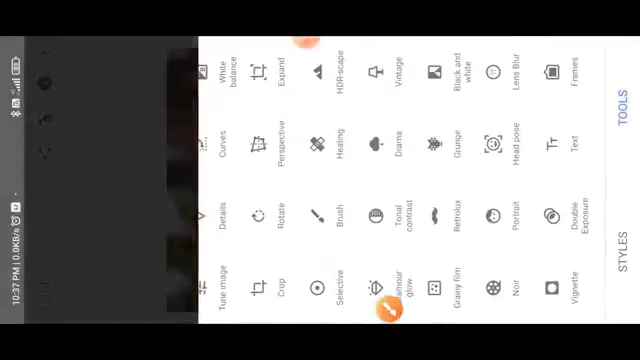 10:37 PM | 0.0KB/s
Tune image Details Curves White balance
Crop Rotate Perspective Expand
Selective Brush Healing HDR-scape
amour glow Tonal contrast Drama Vintage
Grainy film Retrolux Grunge Black and white
Noir Portrait Head pose Lens Blur
Vignette Double Exposure Text Frames
STYLES TOOLS